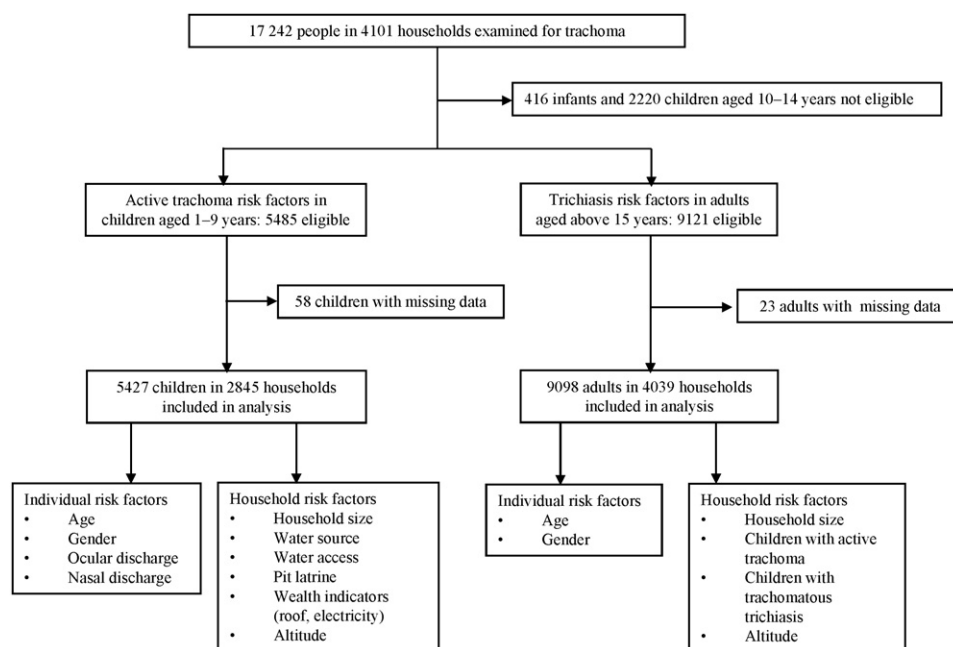 17 242 people in 4101 households examined for trachoma
416 infants and 2220 children aged 10–14 years not eligible
Active trachoma risk factors in
children aged 1–9 years: 5485 eligible
Trichiasis risk factors in adults
aged above 15 years: 9121 eligible
58 children with missing data
23 adults with missing data
5427 children in 2845 households
included in analysis
9098 adults in 4039 households
included in analysis
Individual risk factors
• Age
• Gender
• Ocular discharge
• Nasal discharge
Household risk factors
• Household size
• Water source
• Water access
• Pit latrine
• Wealth indicators
(roof, electricity)
• Altitude
Individual risk factors
• Age
• Gender
Household risk factors
• Household size
• Children with active
trachoma
• Children with
trachomatous
trichiasis
• Altitude